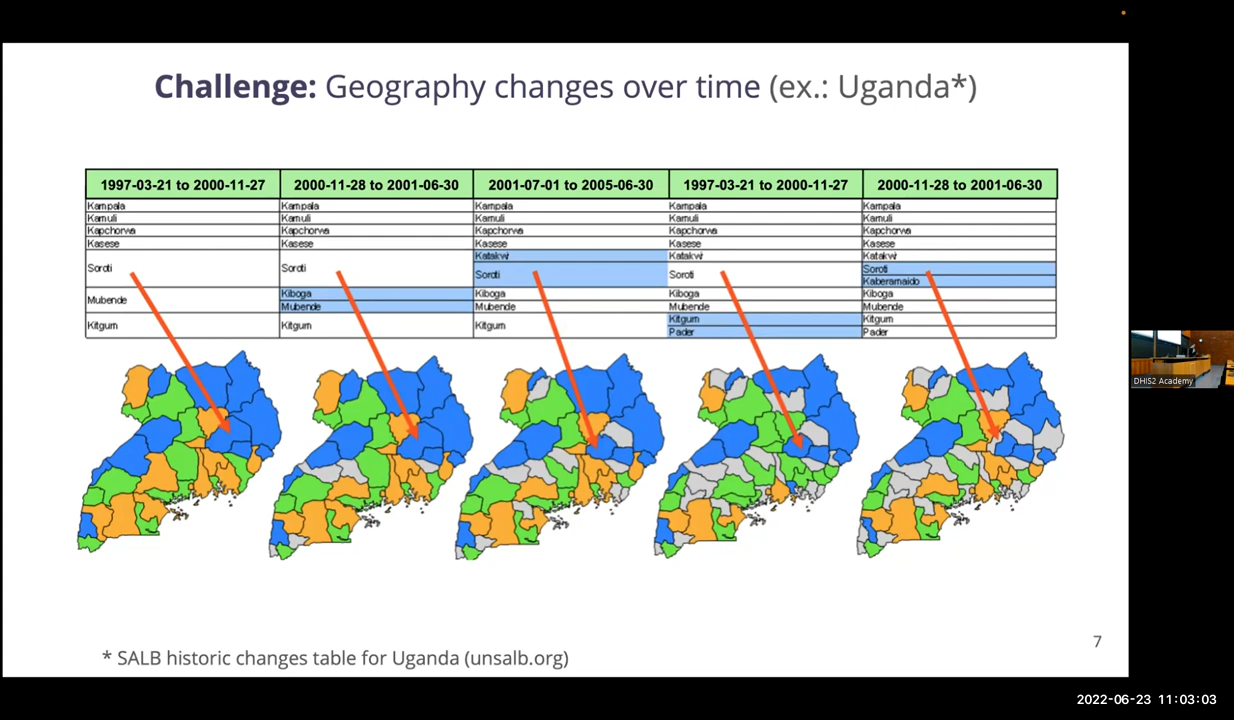 Challenge: Geography changes over time (ex.: Uganda*)
1997-03-21 to 2000-11-27 2000-11-28 to 2001-06-30 2001-07-01 to 2005-06-30 1997-03-21 to 2000-11-27 2000-11-28 to 2001-06-30
Kampala Kampala Kampala Kampala Kampala
Kamuli Kamuli Kamuli Kamuli Kamuli
Kapchorwa Kapchorwa Kapchorwa Kapchorwa Kapchorwa
Kasese Kasese Kasese Kasese Kasese
Katakwi Katakwi Katakwi
Soroti Soroti Soroti Soroti Soroti
Kaberamaido
Mubende Kiboga Kiboga Kiboga Kiboga
Mubende Mubende Mubende Mubende
Kitgum Kitgum Kitgum Kitgum Kitgum
Pader Pader
DHIS2 Academy
7
* SALB historic changes table for Uganda (unsalb.org)
2022-06-23 11:03:03